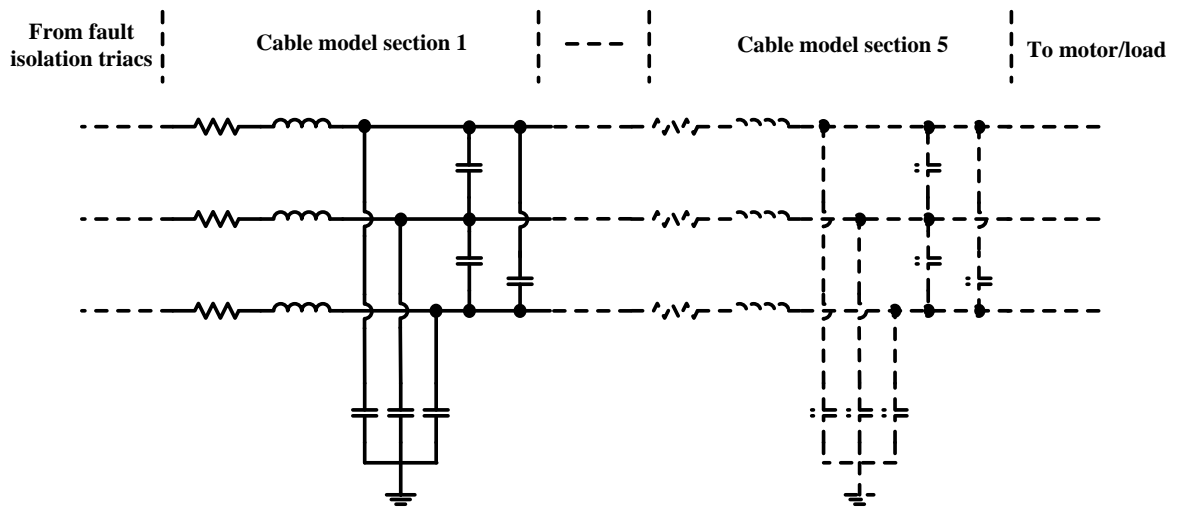 From fault
isolation triacs
Cable model section 1
Cable model section 5
To motor/load